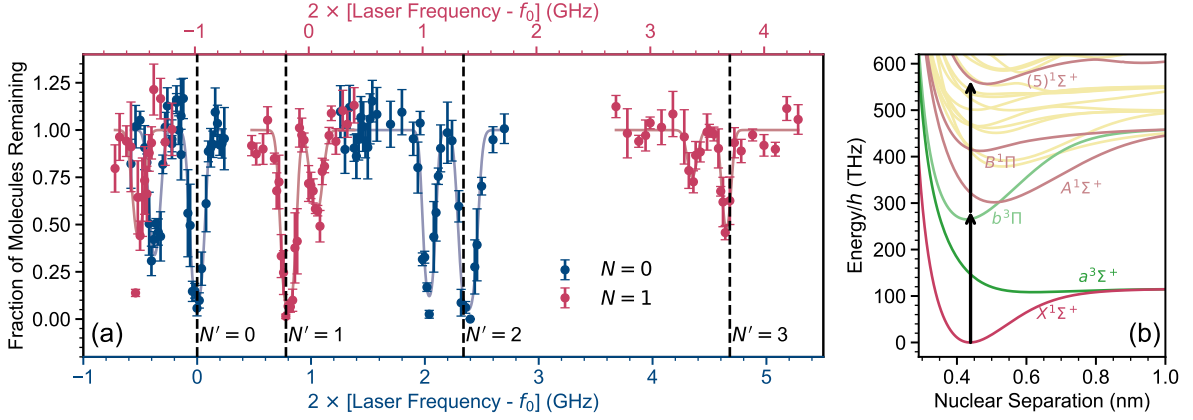 2 × [Laser Frequency - f₀] (GHz)
−1 0 1 2 3 4
Fraction of Molecules Remaining
1.25
1.00
0.75
0.50
0.25
0.00
N = 0
N = 1
(a)
N′ = 0
N′ = 1
N′ = 2
N′ = 3
−1 0 1 2 3 4 5
2 × [Laser Frequency - f₀] (GHz)
Energy/h (THz)
600
500
400
300
200
100
0
(5)¹Σ⁺
B¹Π
A¹Σ⁺
b³Π
a³Σ⁺
X¹Σ⁺
(b)
0.4 0.6 0.8 1.0
Nuclear Separation (nm)